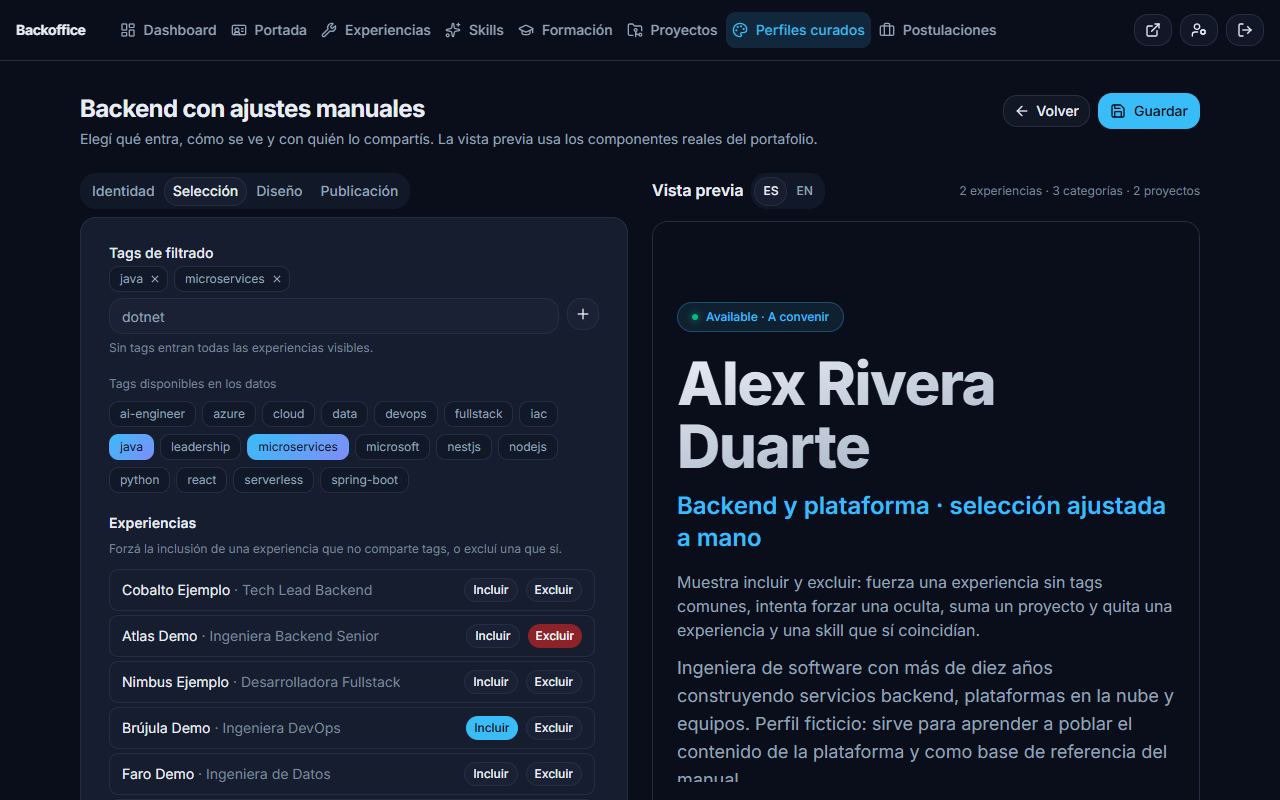 Backoffice
Dashboard
Portada
Experiencias
Skills
Formación
Proyectos
Perfiles curados
Postulaciones
Backend con ajustes manuales
Elegí qué entra, cómo se ve y con quién lo compartís. La vista previa usa los componentes reales del portafolio.
Volver
Guardar
Identidad
Selección
Diseño
Publicación
Tags de filtrado
java ×
microservices ×
dotnet
+
Sin tags entran todas las experiencias visibles.
Tags disponibles en los datos
ai-engineer azure cloud data devops fullstack iac
java leadership microservices microsoft nestjs nodejs
python react serverless spring-boot
Experiencias
Forzá la inclusión de una experiencia que no comparte tags, o excluí una que sí.
Cobalto Ejemplo · Tech Lead Backend Incluir Excluir
Atlas Demo · Ingeniera Backend Senior Incluir Excluir
Nimbus Ejemplo · Desarrolladora Fullstack Incluir Excluir
Brújula Demo · Ingeniera DevOps Incluir Excluir
Faro Demo · Ingeniera de Datos Incluir Excluir
Vista previa
ES EN
2 experiencias · 3 categorías · 2 proyectos
Available · A convenir
Alex Rivera
Duarte
Backend y plataforma · selección ajustada
a mano
Muestra incluir y excluir: fuerza una experiencia sin tags
comunes, intenta forzar una oculta, suma un proyecto y quita una
experiencia y una skill que sí coincidían.
Ingeniera de software con más de diez años
construyendo servicios backend, plataformas en la nube y
equipos. Perfil ficticio: sirve para aprender a poblar el
contenido de la plataforma y como base de referencia del
manual.